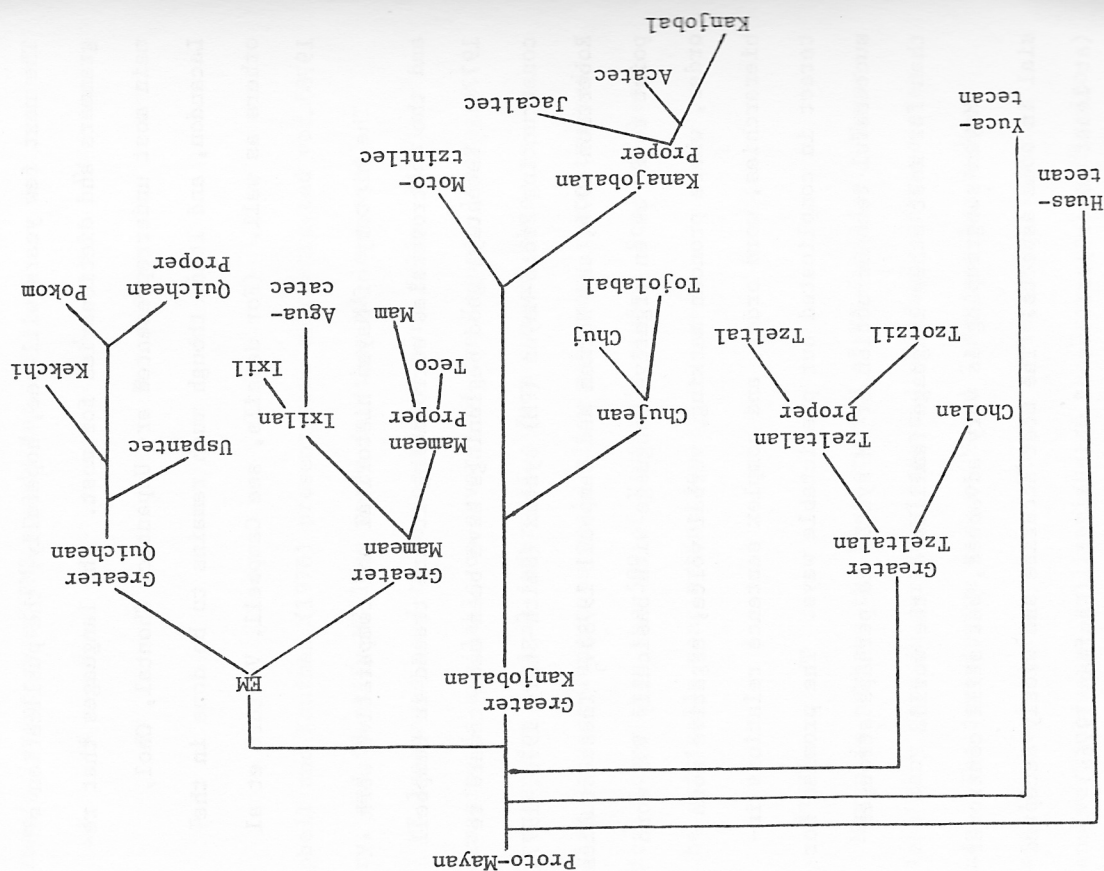 Proto-Mayan
Greater
Kanjobalan
EM
Greater
Tzeltalan
Greater
Mamean
Greater
Quichean
Tzeltalan
Proper
Cholan
Tzotzil
Tzeltal
Chujean
Chuj
Tojolabal
Mamean
Proper
Teco
Mam
Ixilan
Ixil
Agua-
catec
Uspantec
Kekchi
Quichean
Proper
Pokom
Huas-
tecan
Yuca-
tecan
Kanajobalan
Proper
Moto-
tzintlec
Jacaltec
Acatec
Kanjobal